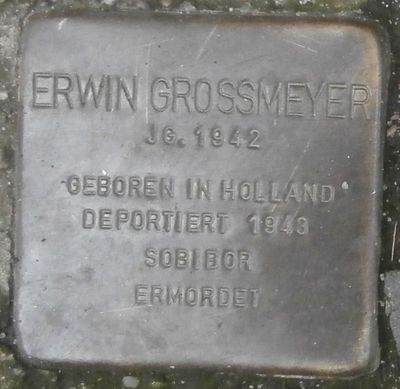 ERWIN GROSSMEYER
JG. 1942
GEBOREN IN HOLLAND
DEPORTIERT 1943
SOBIBOR
ERMORDET